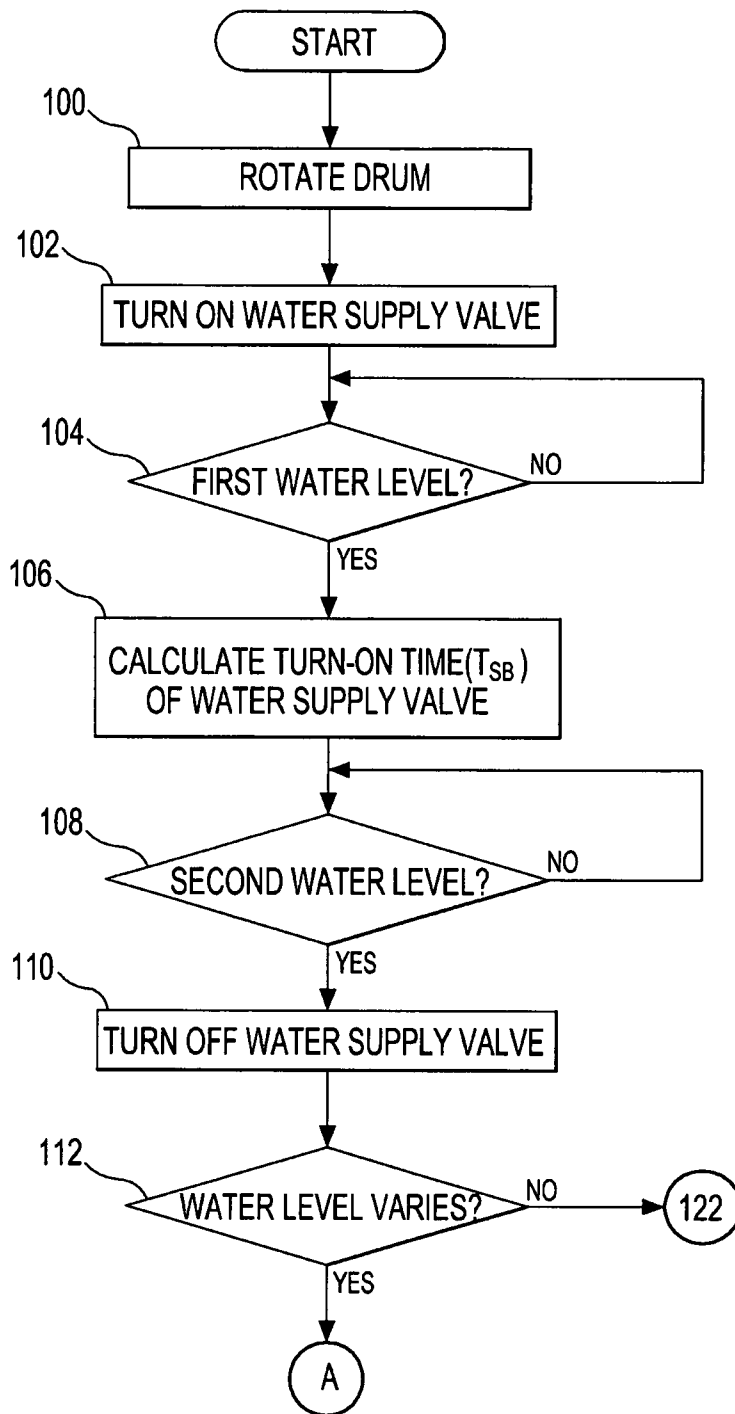 START
100
ROTATE DRUM
102
TURN ON WATER SUPPLY VALVE
104
FIRST WATER LEVEL?
NO
YES
106
CALCULATE TURN-ON TIME(TSB)
OF WATER SUPPLY VALVE
108
SECOND WATER LEVEL?
NO
YES
110
TURN OFF WATER SUPPLY VALVE
112
WATER LEVEL VARIES?
NO
122
YES
A